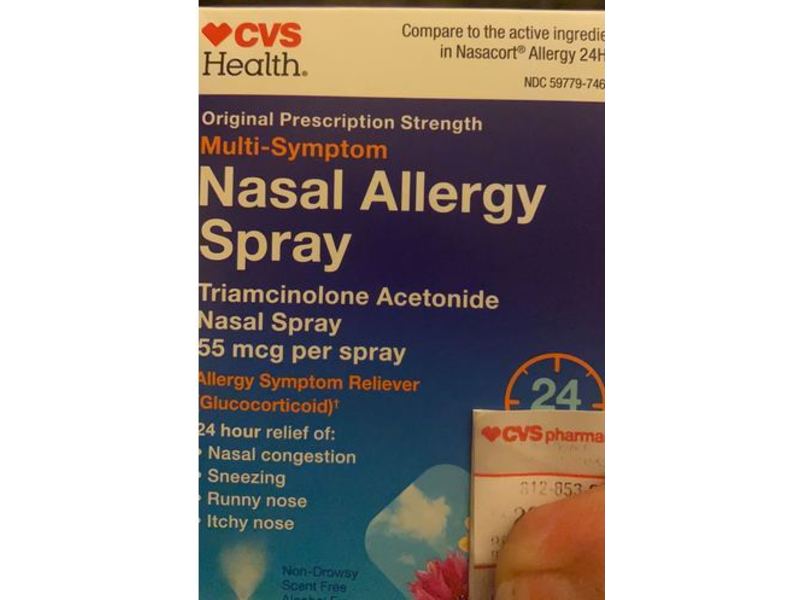 CVS
Health.
Compare to the active ingredie
in Nasacort® Allergy 24H
NDC 59779-746
Original Prescription Strength
Multi-Symptom
Nasal Allergy
Spray
Triamcinolone Acetonide
Nasal Spray
55 mcg per spray
Allergy Symptom Reliever
(Glucocorticoid)†
24 hour relief of:
• Nasal congestion
• Sneezing
• Runny nose
• Itchy nose
24
CVS pharma
312-853-
Non-Drowsy
Scent Free